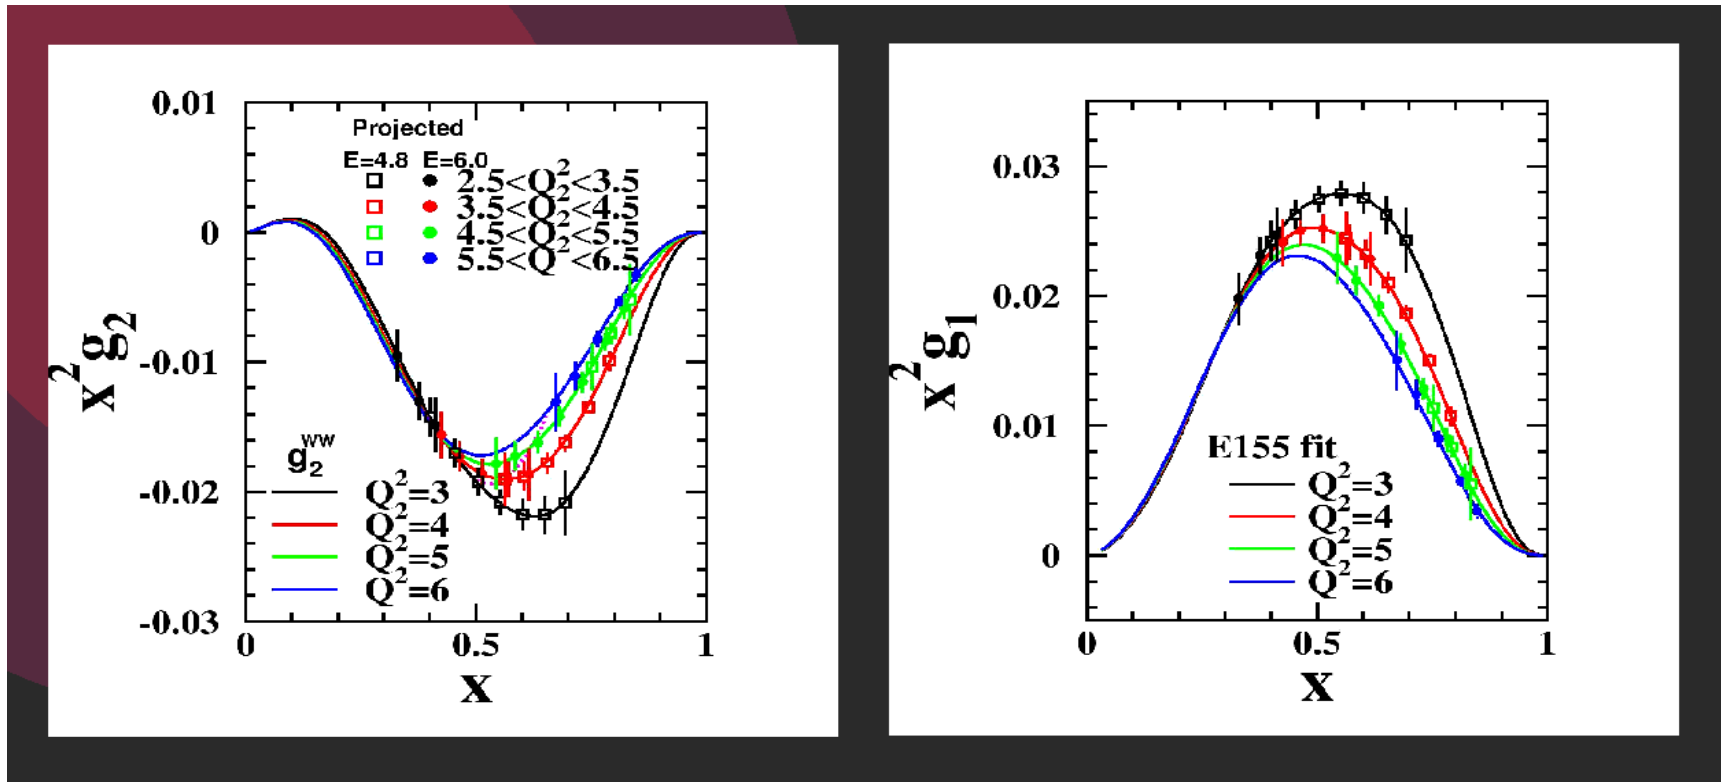 0.01
0
-0.01
-0.02
-0.03
x²g₂
Projected
E=4.8 E=6.0
2.5<Q²<3.5
3.5<Q²<4.5
4.5<Q²<5.5
5.5<Q²<6.5
g₂ᵂᵂ
Q²=3
Q²=4
Q²=5
Q²=6
0 0.5 1
x
0.03
0.02
0.01
0
x²g₁
E155 fit
Q²=3
Q²=4
Q²=5
Q²=6
0 0.5 1
x